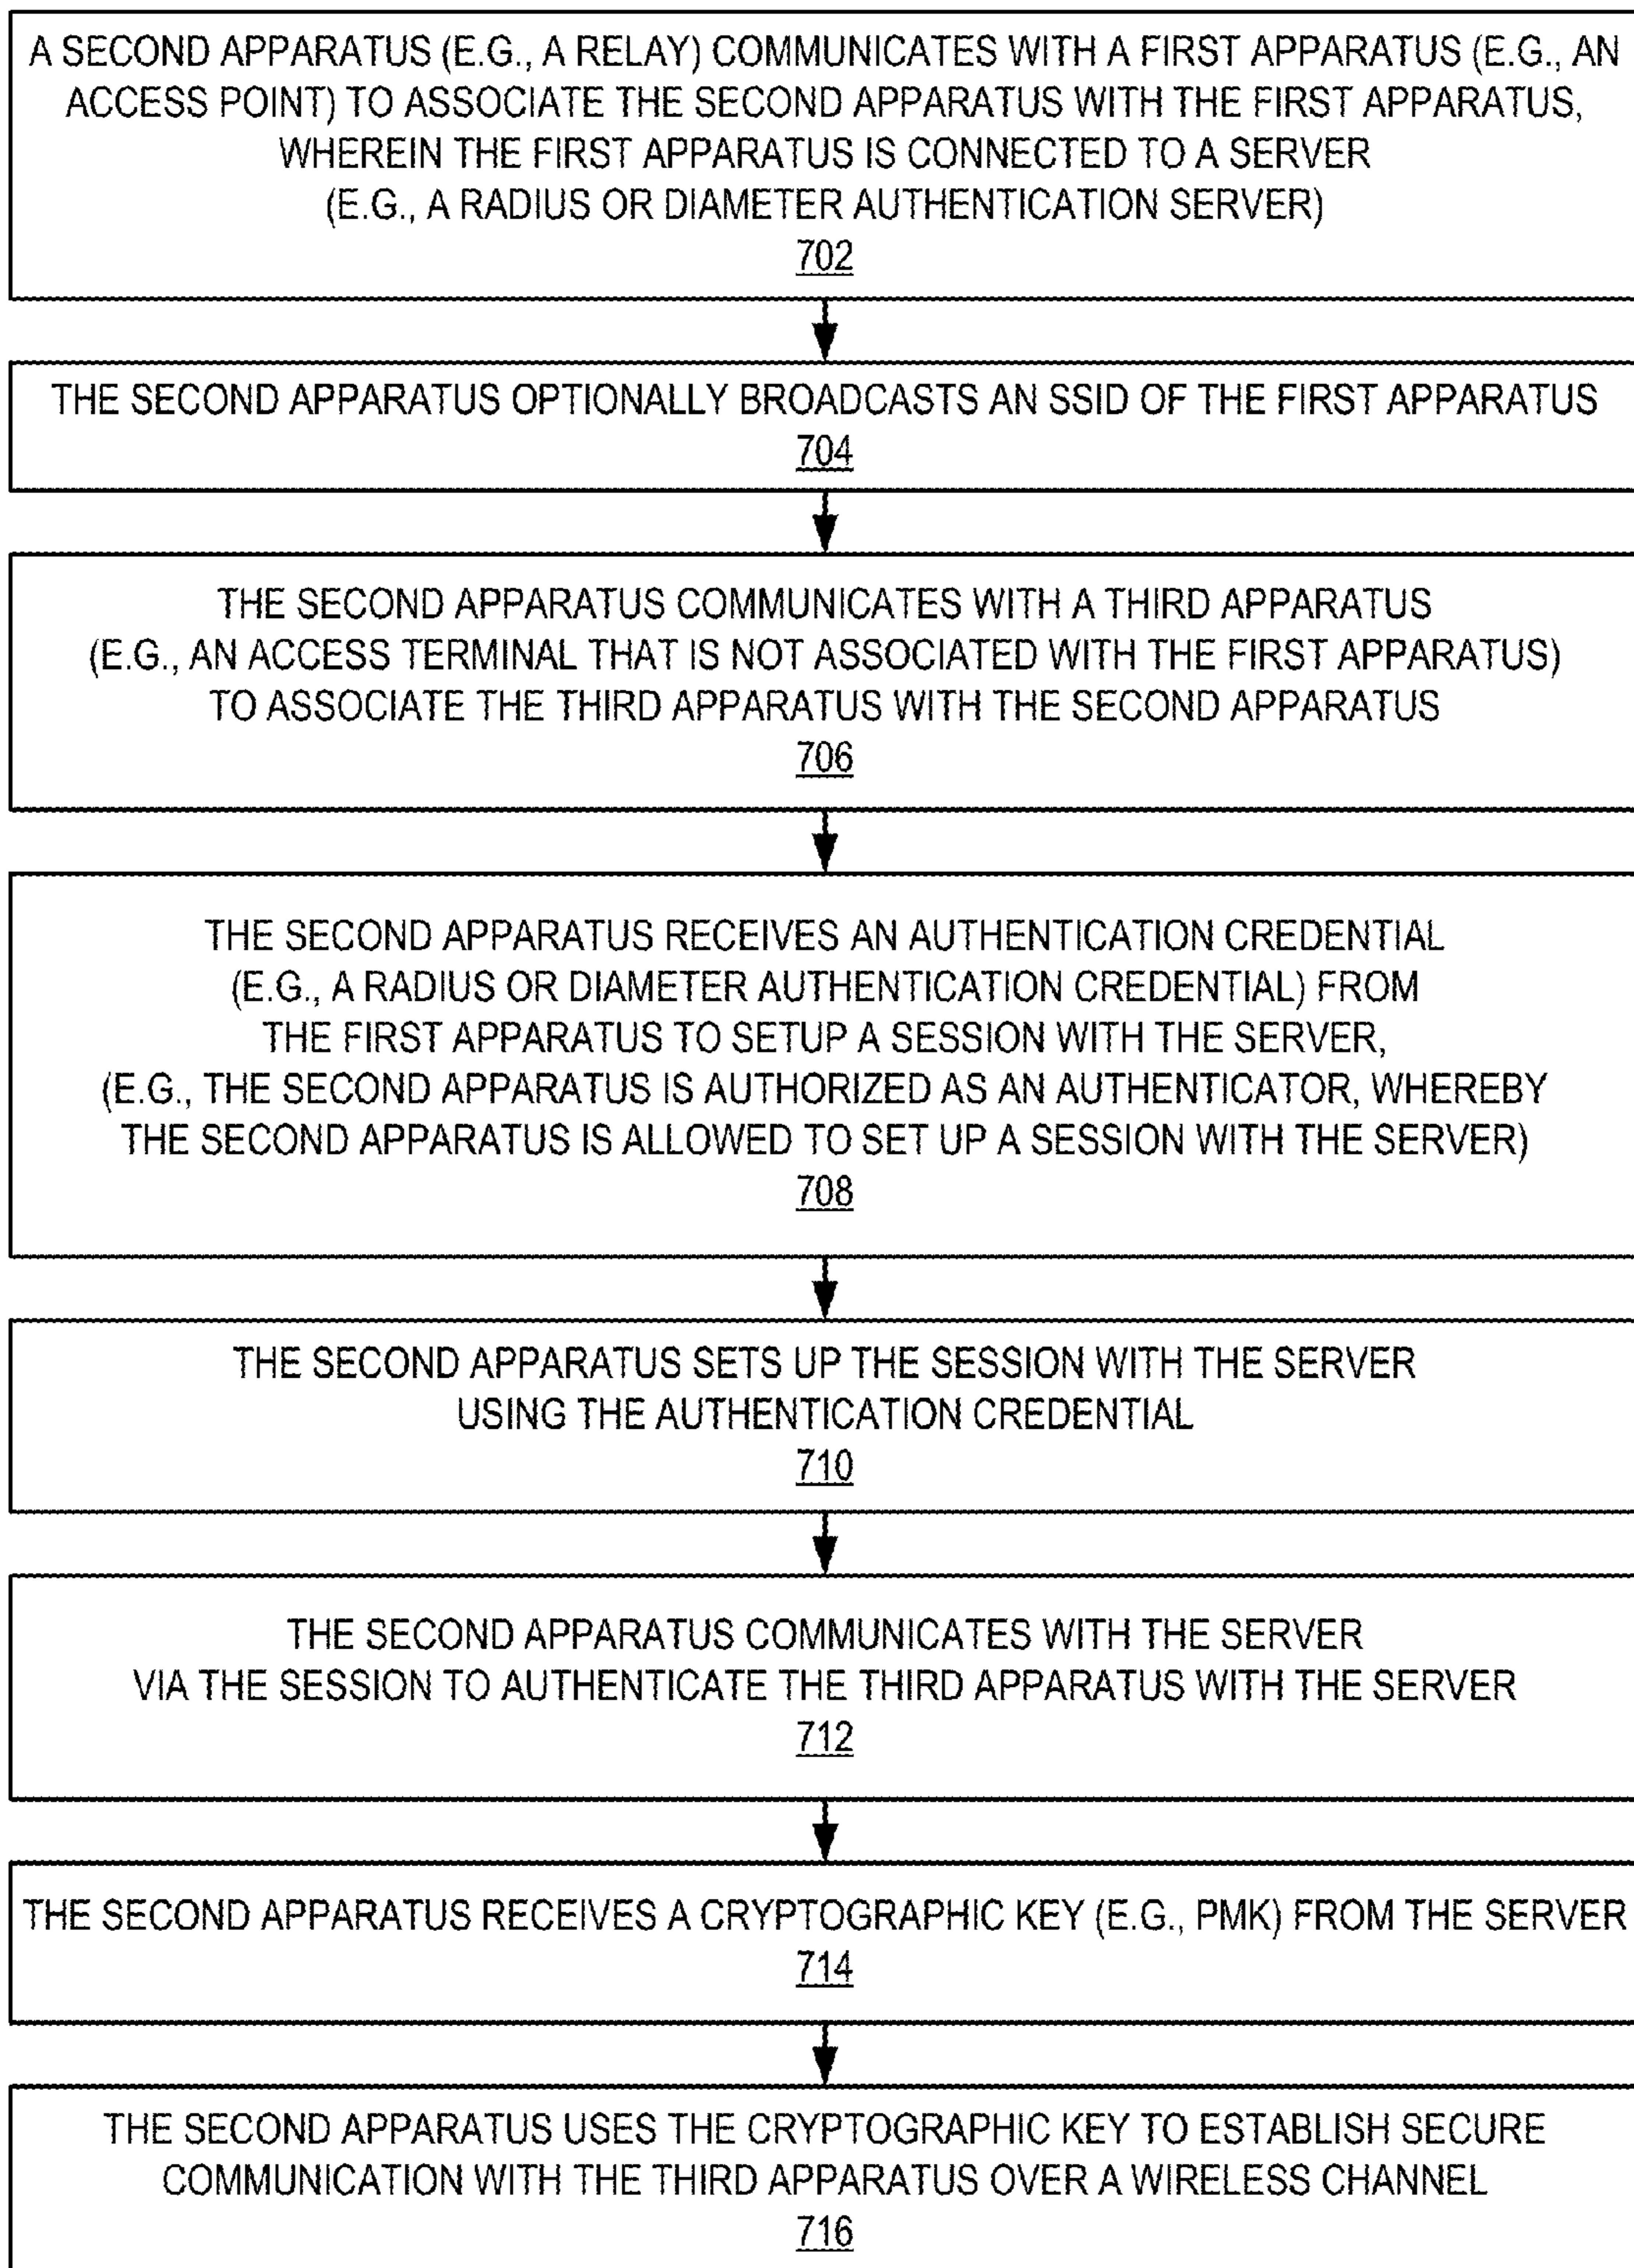 A SECOND APPARATUS (E.G., A RELAY) COMMUNICATES WITH A FIRST APPARATUS (E.G., AN
ACCESS POINT) TO ASSOCIATE THE SECOND APPARATUS WITH THE FIRST APPARATUS,
WHEREIN THE FIRST APPARATUS IS CONNECTED TO A SERVER
(E.G., A RADIUS OR DIAMETER AUTHENTICATION SERVER)
702
THE SECOND APPARATUS OPTIONALLY BROADCASTS AN SSID OF THE FIRST APPARATUS
704
THE SECOND APPARATUS COMMUNICATES WITH A THIRD APPARATUS
(E.G., AN ACCESS TERMINAL THAT IS NOT ASSOCIATED WITH THE FIRST APPARATUS)
TO ASSOCIATE THE THIRD APPARATUS WITH THE SECOND APPARATUS
706
THE SECOND APPARATUS RECEIVES AN AUTHENTICATION CREDENTIAL
(E.G., A RADIUS OR DIAMETER AUTHENTICATION CREDENTIAL) FROM
THE FIRST APPARATUS TO SETUP A SESSION WITH THE SERVER,
(E.G., THE SECOND APPARATUS IS AUTHORIZED AS AN AUTHENTICATOR, WHEREBY
THE SECOND APPARATUS IS ALLOWED TO SET UP A SESSION WITH THE SERVER)
708
THE SECOND APPARATUS SETS UP THE SESSION WITH THE SERVER
USING THE AUTHENTICATION CREDENTIAL
710
THE SECOND APPARATUS COMMUNICATES WITH THE SERVER
VIA THE SESSION TO AUTHENTICATE THE THIRD APPARATUS WITH THE SERVER
712
THE SECOND APPARATUS RECEIVES A CRYPTOGRAPHIC KEY (E.G., PMK) FROM THE SERVER
714
THE SECOND APPARATUS USES THE CRYPTOGRAPHIC KEY TO ESTABLISH SECURE
COMMUNICATION WITH THE THIRD APPARATUS OVER A WIRELESS CHANNEL
716